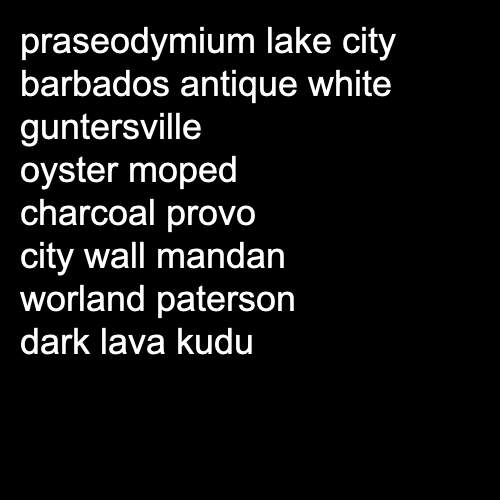 praseodymium lake city
barbados antique white
guntersville
oyster moped
charcoal provo
city wall mandan
worland paterson
dark lava kudu